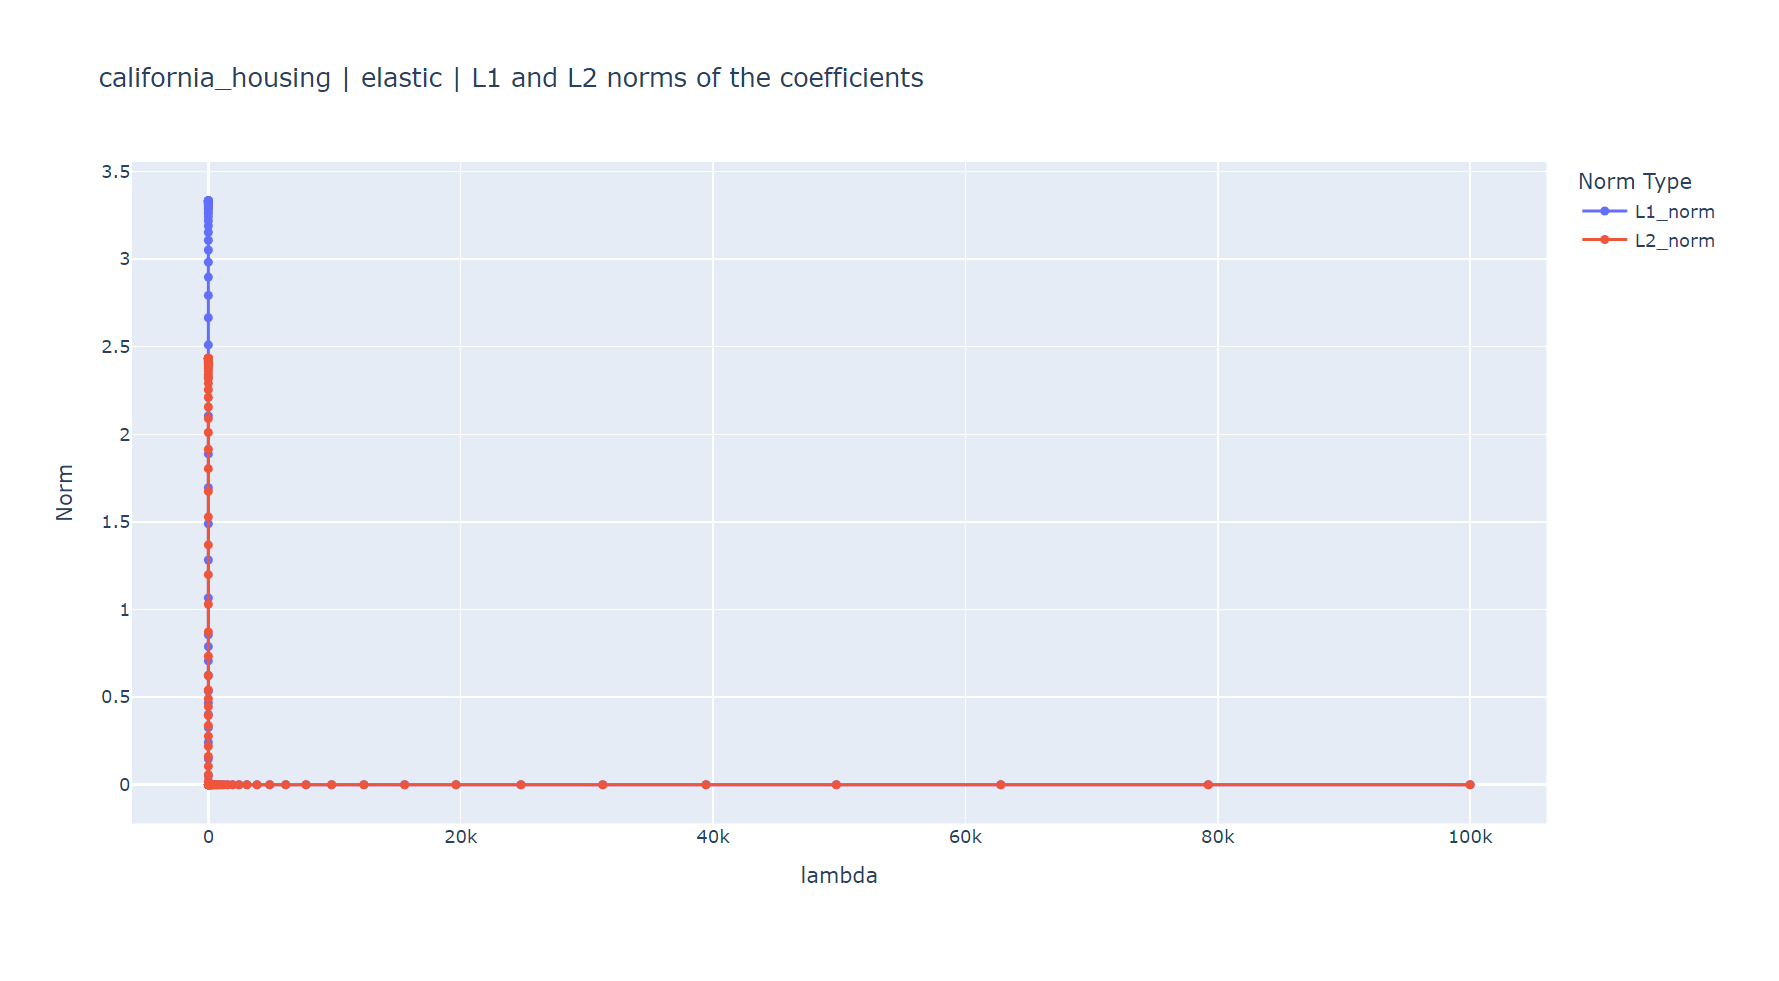 california_housing | elastic | L1 and L2 norms of the coefficients
Norm Type
L1_norm
L2_norm
3.5
3
2.5
2
1.5
1
0.5
0
Norm
0 20k 40k 60k 80k 100k
lambda